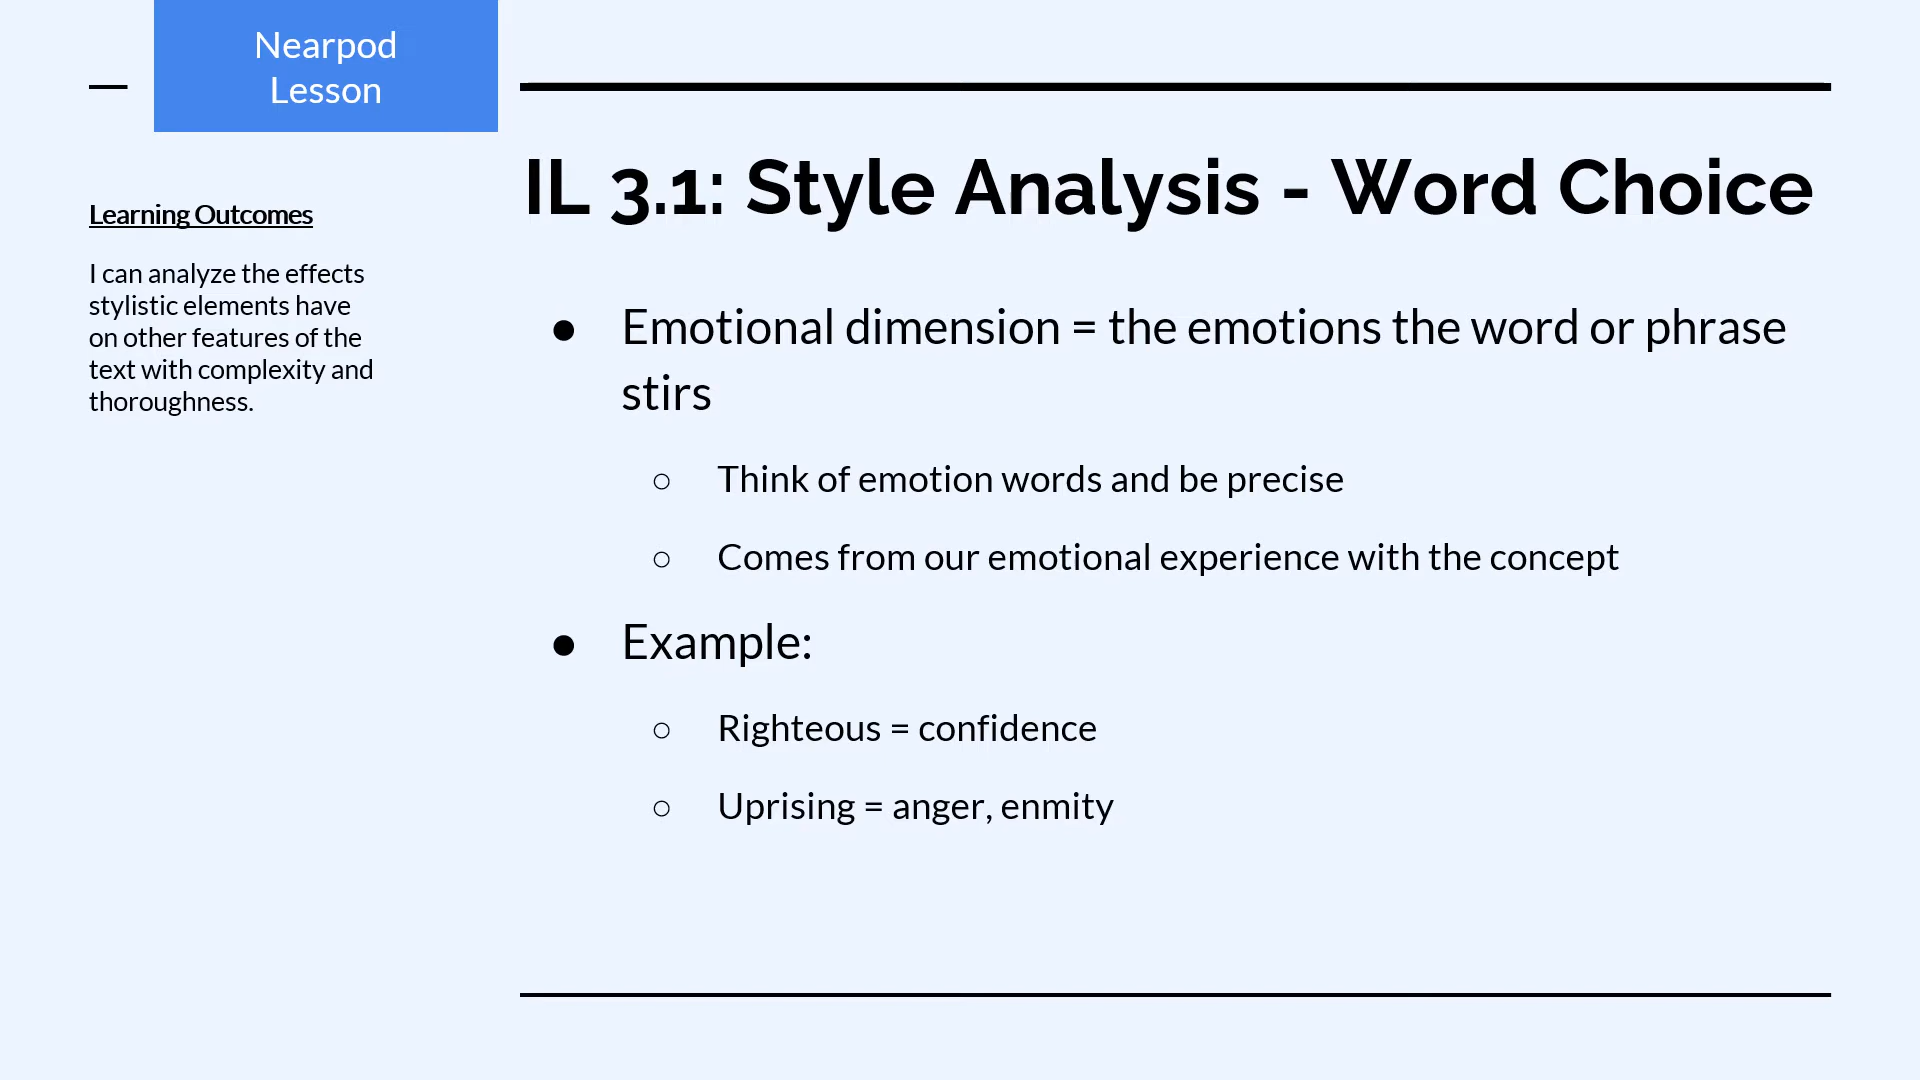 Nearpod
Lesson
Learning Outcomes
I can analyze the effects
stylistic elements have
on other features of the
text with complexity and
thoroughness.
IL 3.1: Style Analysis - Word Choice
● Emotional dimension = the emotions the word or phrase
stirs
○ Think of emotion words and be precise
○ Comes from our emotional experience with the concept
● Example:
○ Righteous = confidence
○ Uprising = anger, enmity